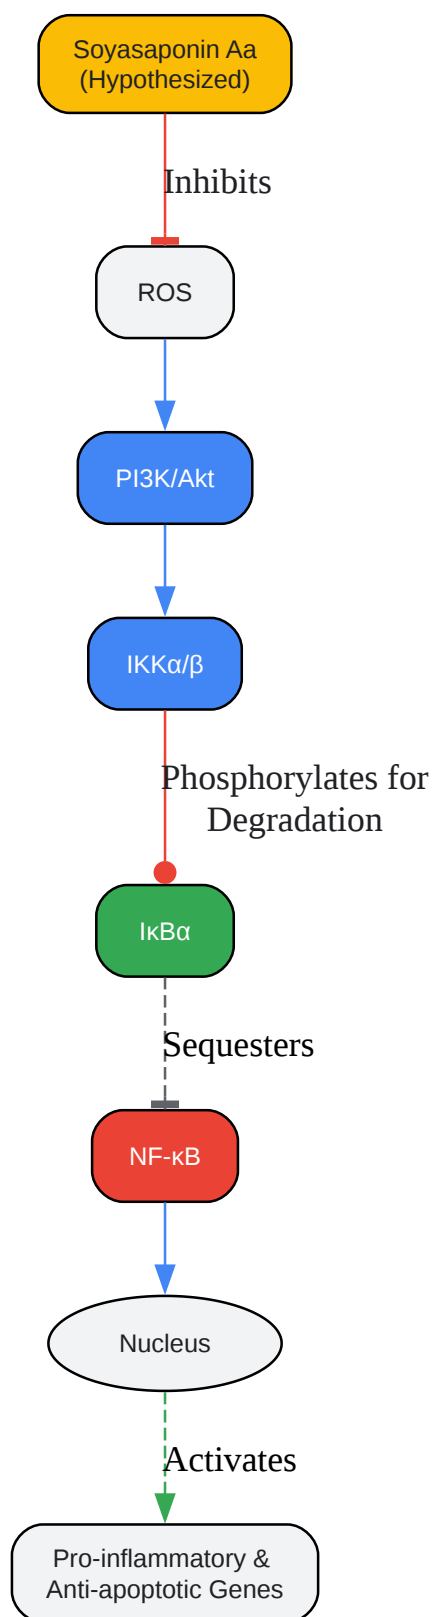 Soyasaponin Aa
(Hypothesized)
Inhibits
ROS
PI3K/Akt
IKKα/β
Phosphorylates for
Degradation
IκBα
Sequesters
NF-κB
Nucleus
Activates
Pro-inflammatory &
Anti-apoptotic Genes